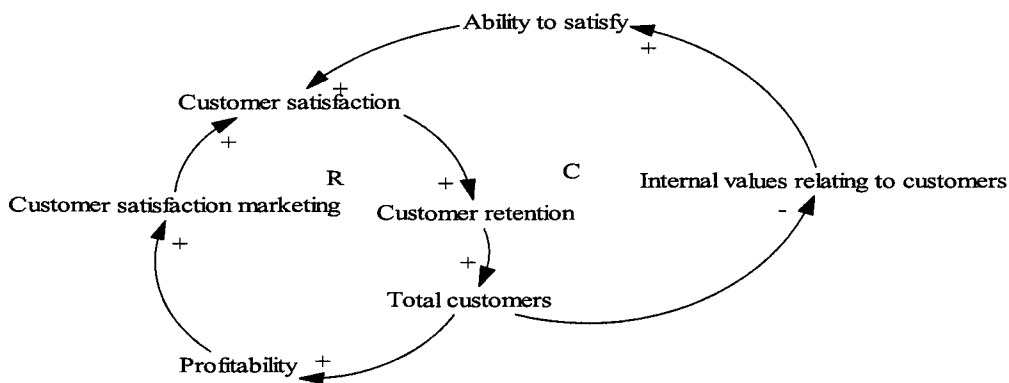 Ability to satisfy
+
+
Customer satisfaction
+
R
C
+
Internal values relating to customers
Customer satisfaction marketing
Customer retention
-
+
+
Total customers
Profitability
+